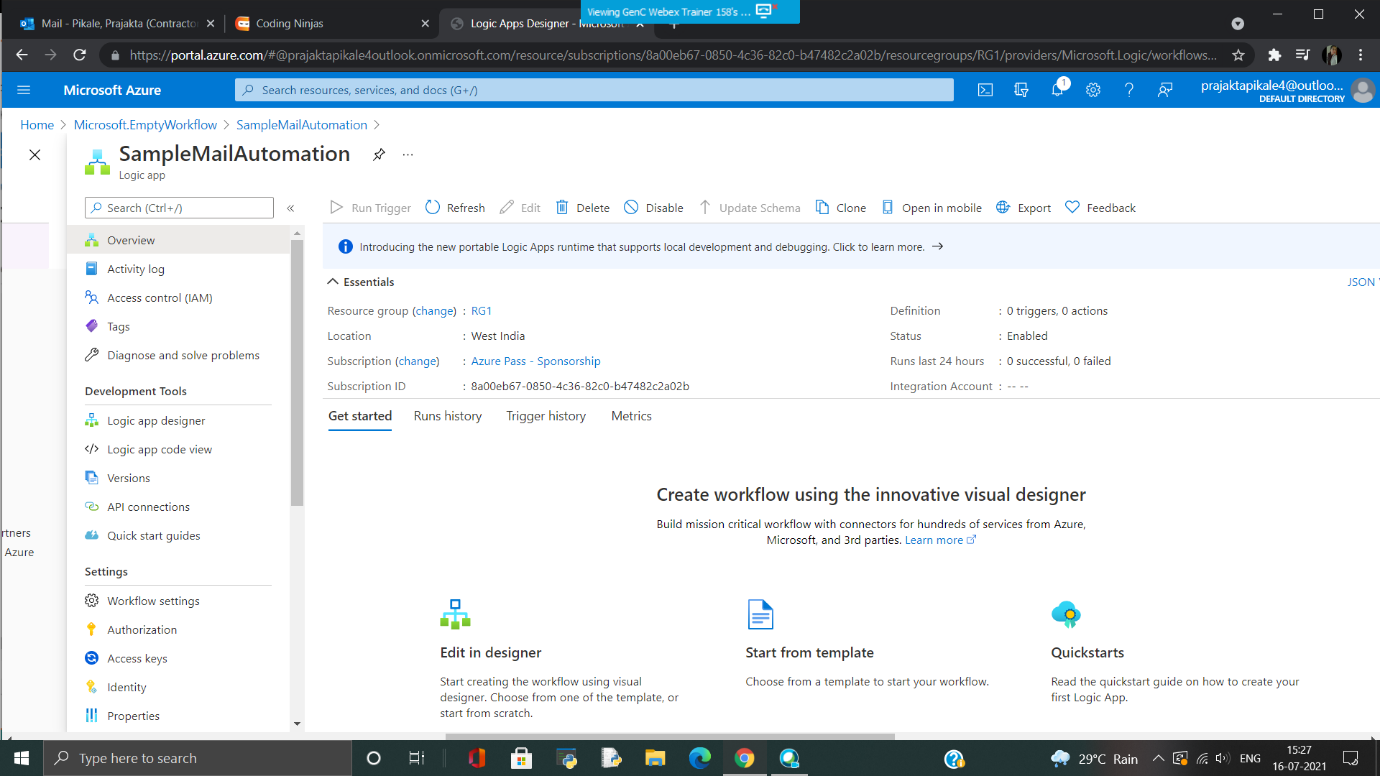 Viewing GenC Webex Trainer 158's ...
Mail - Pikale, Prajakta (Contracto
Coding Ninjas
Logic Apps Designer - Microsoft
https://portal.azure.com/#@prajaktapikale4outlook.onmicrosoft.com/resource/subscriptions/8a00eb67-0850-4c36-82c0-b47482c2a02b/resourcegroups/RG1/providers/Microsoft.Logic/workflows...
Microsoft Azure
Search resources, services, and docs (G+/)
1
prajaktapikale4@outloo...
DEFAULT DIRECTORY
Home > Microsoft.EmptyWorkflow > SampleMailAutomation >
SampleMailAutomation
...
Logic app
Search (Ctrl+/)
«
Run Trigger
Refresh
Edit
Delete
Disable
Update Schema
Clone
Open in mobile
Export
Feedback
Overview
Activity log
Access control (IAM)
Tags
Diagnose and solve problems
Development Tools
Logic app designer
Logic app code view
Versions
API connections
Quick start guides
Settings
Workflow settings
Authorization
Access keys
Identity
Properties
rtners
Azure
Introducing the new portable Logic Apps runtime that supports local development and debugging. Click to learn more. →
Essentials
JSON
Resource group (change) : RG1
Location : West India
Subscription (change) : Azure Pass - Sponsorship
Subscription ID : 8a00eb67-0850-4c36-82c0-b47482c2a02b
Definition : 0 triggers, 0 actions
Status : Enabled
Runs last 24 hours : 0 successful, 0 failed
Integration Account : -- --
Get started
Runs history
Trigger history
Metrics
Create workflow using the innovative visual designer
Build mission critical workflow with connectors for hundreds of services from Azure,
Microsoft, and 3rd parties. Learn more
Edit in designer
Start creating the workflow using visual
designer. Choose from one of the template, or
start from scratch.
Start from template
Choose from a template to start your workflow.
Quickstarts
Read the quickstart guide on how to create your
first Logic App.
Type here to search
29°C Rain
ENG
15:27
16-07-2021